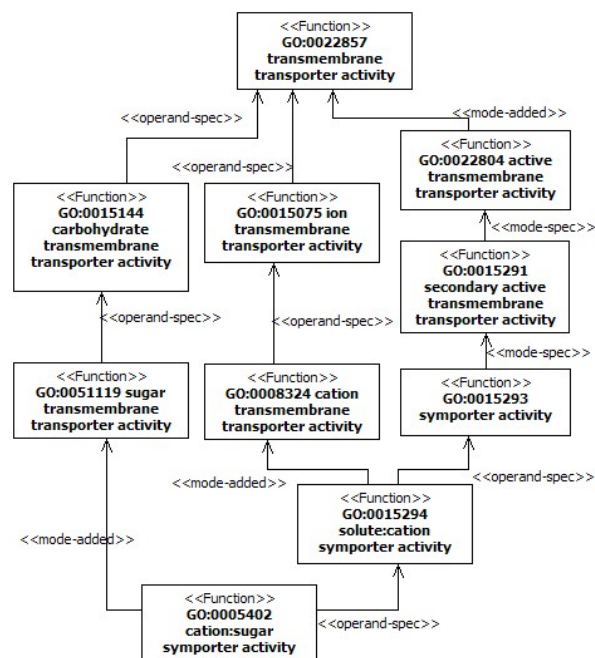 <<Function>>
GO:0022857
transmembrane
transporter activity
<<operand-spec>>
<<mode-added>>
<<operand-spec>>
<<Function>>
GO:0022804 active
transmembrane
transporter activity
<<Function>>
GO:0015144
carbohydrate
transmembrane
transporter activity
<<Function>>
GO:0015075 ion
transmembrane
transporter activity
<<mode-spec>>
<<Function>>
GO:0015291
secondary active
transmembrane
transporter activity
<<operand-spec>>
<<operand-spec>>
<<mode-spec>>
<<Function>>
GO:0051119 sugar
transmembrane
transporter activity
<<Function>>
GO:0008324 cation
transmembrane
transporter activity
<<Function>>
GO:0015293
symporter activity
<<mode-added>>
<<operand-spec>>
<<Function>>
GO:0015294
solute:cation
symporter activity
<<mode-added>>
<<Function>>
GO:0005402
cation:sugar
symporter activity
<<operand-spec>>